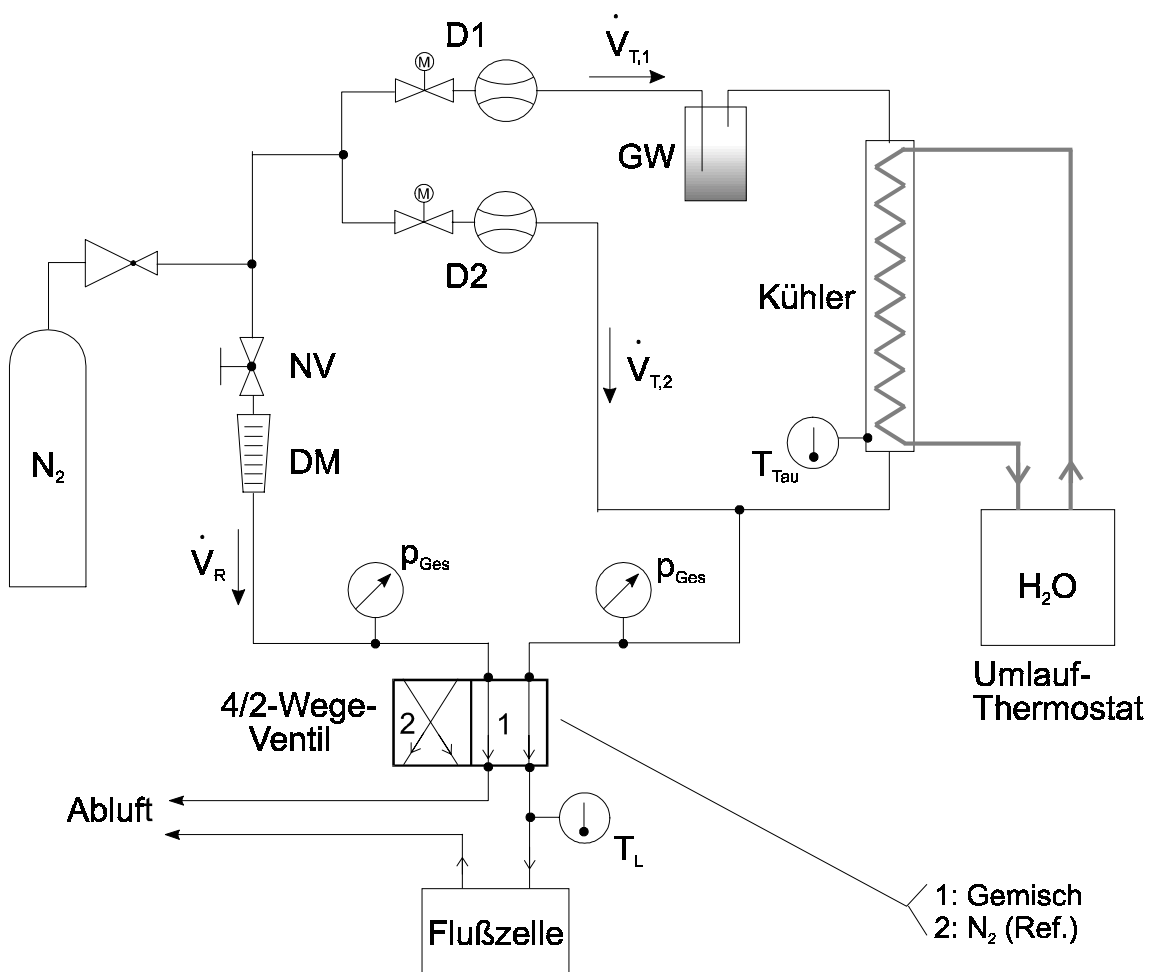 D1
V̇T,1
M
GW
M
D2
Kühler
NV
V̇T,2
N2
DM
TTau
V̇R
pGes
pGes
H2O
Umlauf-
Thermostat
4/2-Wege-
Ventil
2
1
Abluft
TL
1: Gemisch
2: N2 (Ref.)
Flußzelle